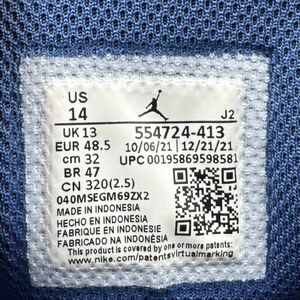 US
14
J2
UK 13
554724-413
EUR 48.5
10/06/21
12/21/21
cm 32
UPC 00195869598581
BR 47
CN 320(2.5)
040MSEGM69ZX2
MADE IN INDONESIA
HECHO EN INDONESIA
FABRIQUE EN INDONESIE
FABRICADO NA INDONÉSIA
This product is covered by one or more patents:
www.nike.com/patentsvirtualmarking